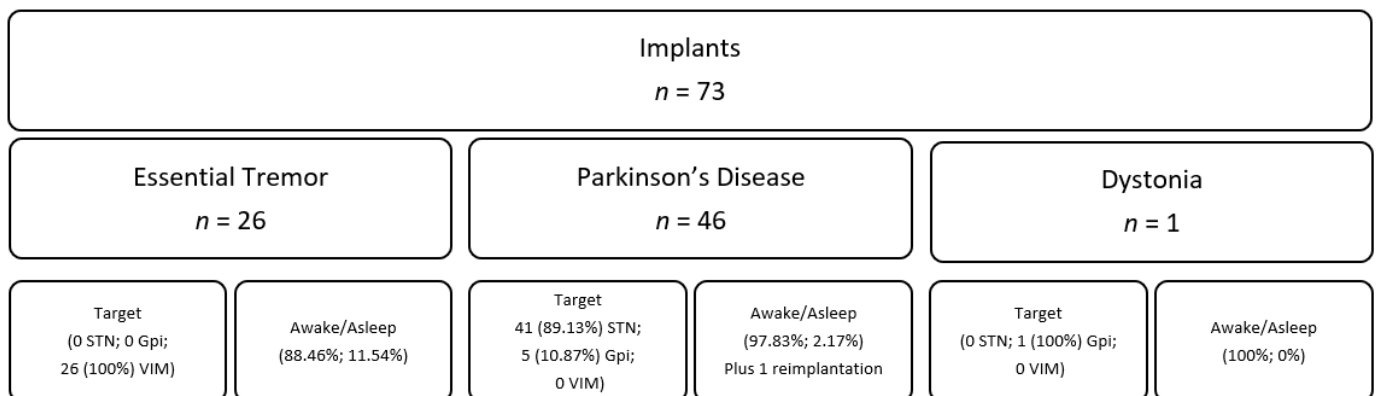 Implants
n = 73
Essential Tremor
n = 26
Parkinson’s Disease
n = 46
Dystonia
n = 1
Target
(0 STN; 0 Gpi;
26 (100%) VIM)
Awake/Asleep
(88.46%; 11.54%)
Target
41 (89.13%) STN;
5 (10.87%) Gpi;
0 VIM)
Awake/Asleep
(97.83%; 2.17%)
Plus 1 reimplantation
Target
(0 STN; 1 (100%) Gpi;
0 VIM)
Awake/Asleep
(100%; 0%)